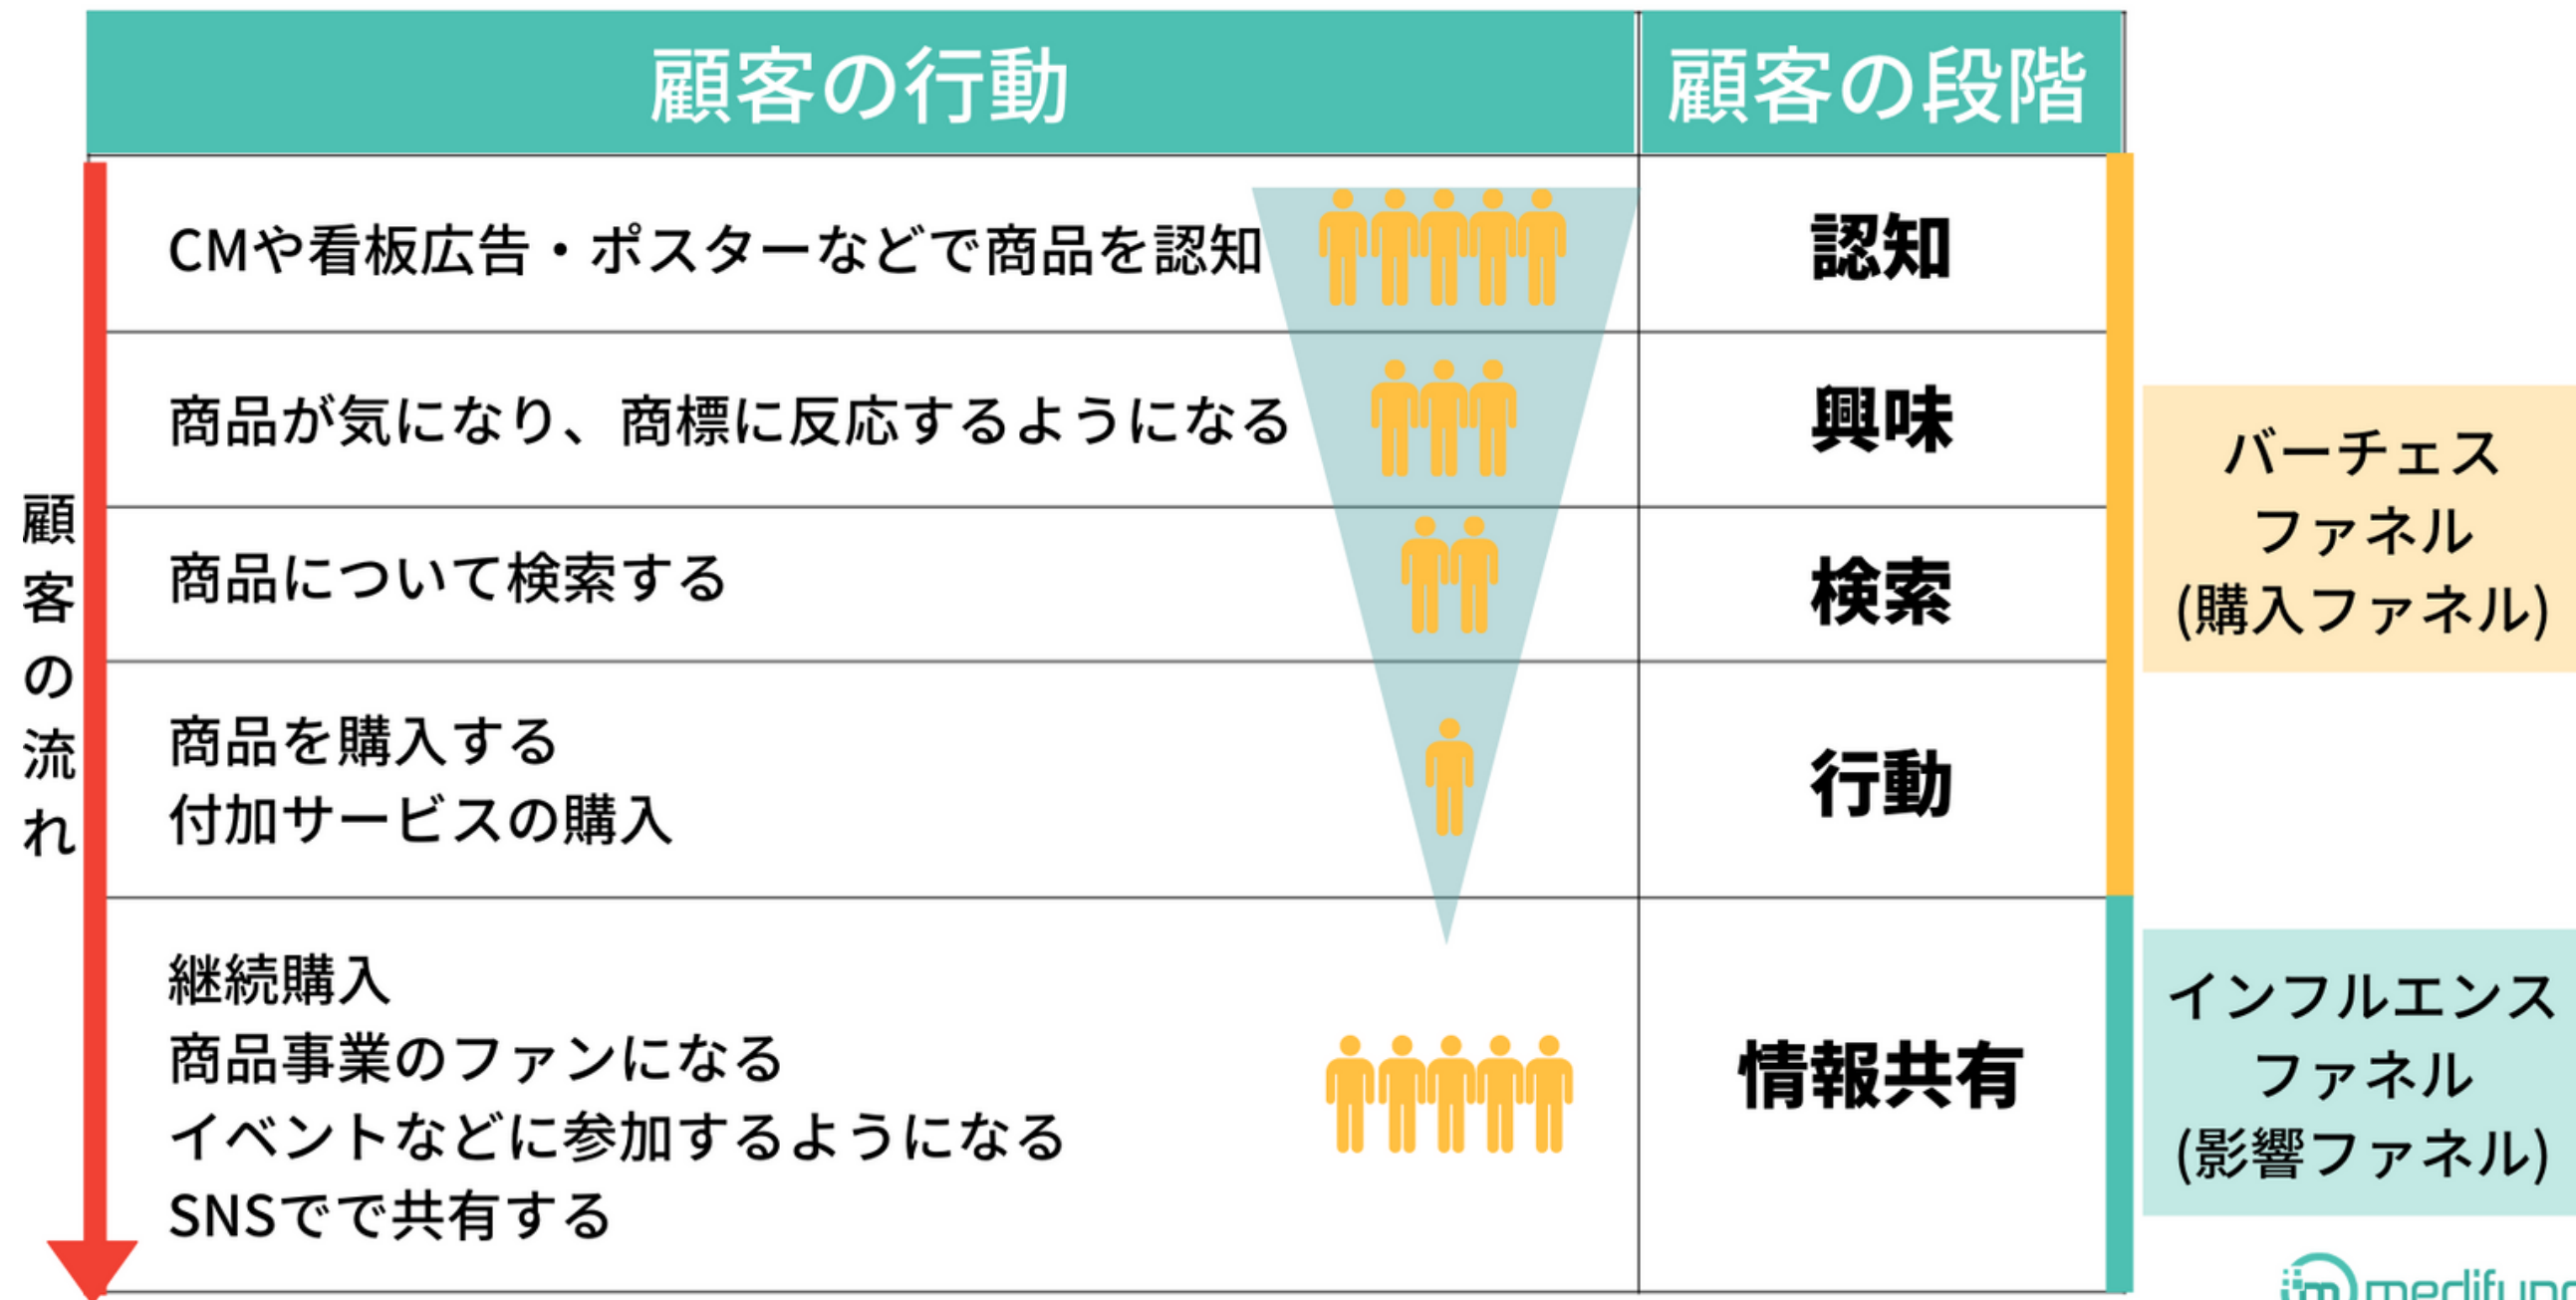 顧客の行動
顧客の段階
CMや看板広告・ポスターなどで商品を認知
認知
商品が気になり、商標に反応するようになる
興味
商品について検索する
検索
商品を購入する
付加サービスの購入
行動
継続購入
商品事業のファンになる
イベントなどに参加するようになる
SNSでで共有する
情報共有
顧客の流れ
バーチェス
ファネル
(購入ファネル)
インフルエンス
ファネル
(影響ファネル)